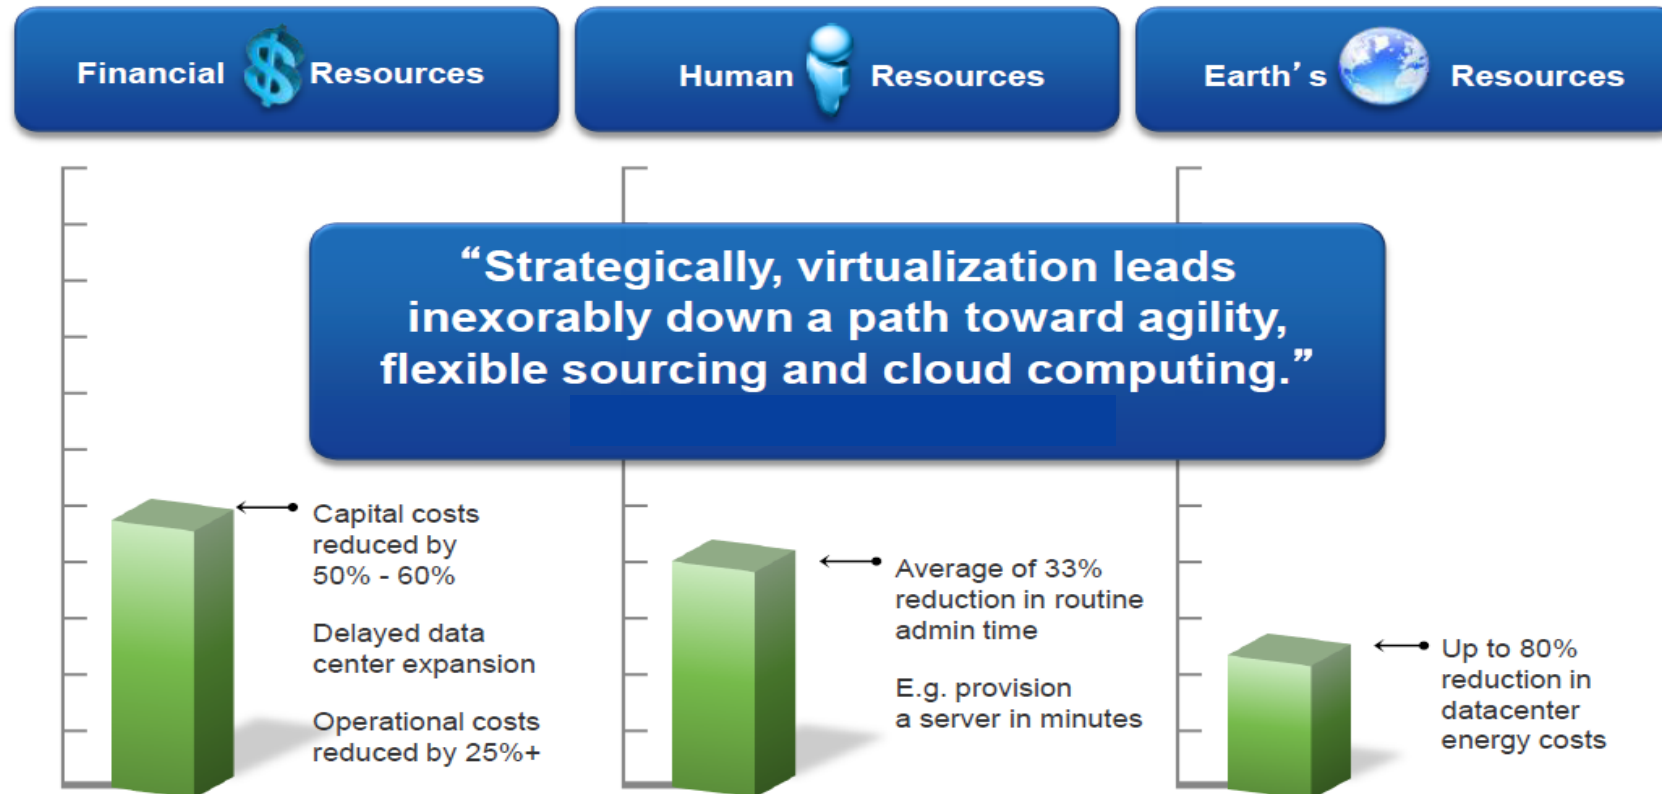 Financial Resources
Human Resources
Earth's Resources
“Strategically, virtualization leads
inexorably down a path toward agility,
flexible sourcing and cloud computing.”
Capital costs
reduced by
50% - 60%
Delayed data
center expansion
Operational costs
reduced by 25%+
Average of 33%
reduction in routine
admin time
E.g. provision
a server in minutes
Up to 80%
reduction in
datacenter
energy costs